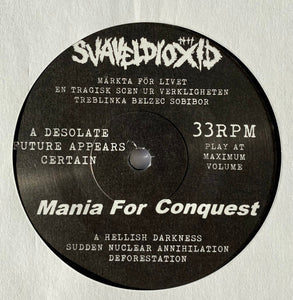 SVAVELDIOXID
MÄRKTA FÖR LIVET
EN TRAGISK SCEN UR VERKLIGHETEN
TREBLINKA BELZEC SOBIBOR
A DESOLATE
FUTURE APPEARS
CERTAIN
33RPM
PLAY AT
MAXIMUM
VOLUME
Mania For Conquest
A HELLISH DARKNESS
SUDDEN NUCLEAR ANNIHILATION
DEFORESTATION